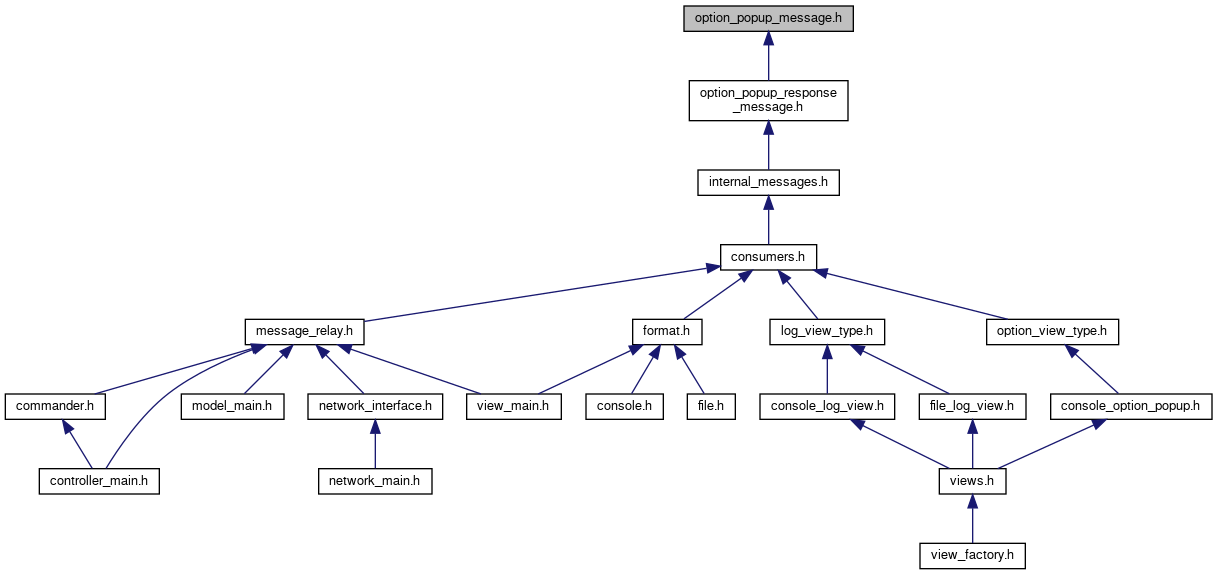 option_popup_message.h
option_popup_response
_message.h
internal_messages.h
consumers.h
message_relay.h
format.h
log_view_type.h
option_view_type.h
commander.h
model_main.h
network_interface.h
view_main.h
console.h
file.h
console_log_view.h
file_log_view.h
console_option_popup.h
controller_main.h
network_main.h
views.h
view_factory.h